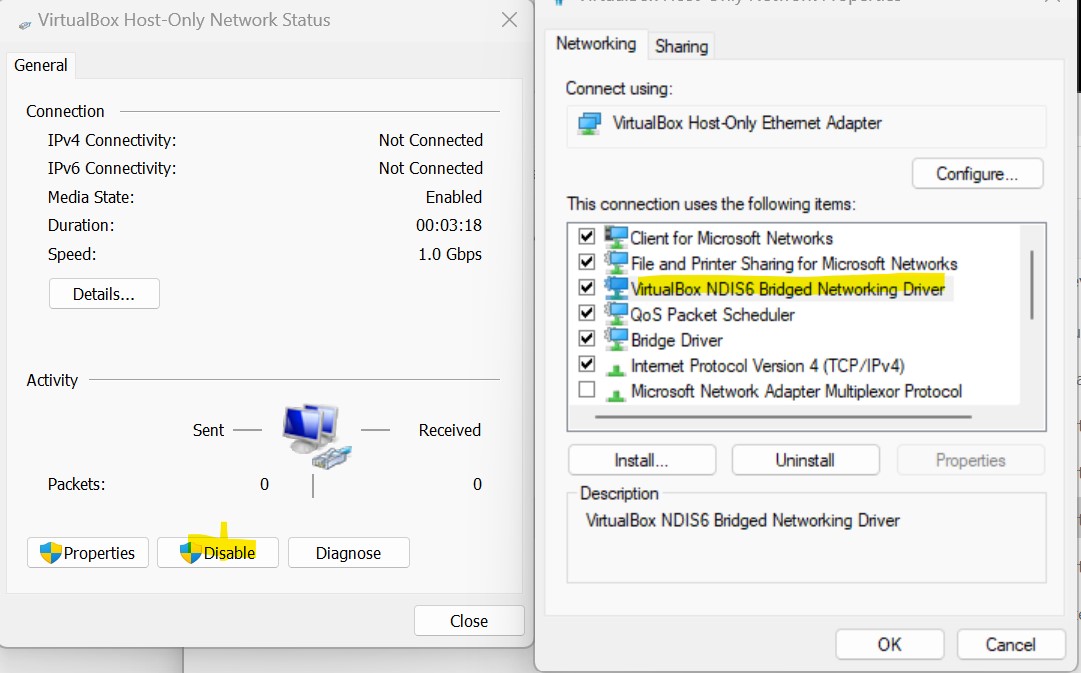 VirtualBox Host-Only Network Status
General
Connection
IPv4 Connectivity: Not Connected
IPv6 Connectivity: Not Connected
Media State: Enabled
Duration: 00:03:18
Speed: 1.0 Gbps
Details...
Activity
Sent Received
Packets: 0 0
Properties Disable Diagnose
Close
VirtualBox Host-Only Network Properties
Networking Sharing
Connect using:
VirtualBox Host-Only Ethernet Adapter
Configure...
This connection uses the following items:
Client for Microsoft Networks
File and Printer Sharing for Microsoft Networks
VirtualBox NDIS6 Bridged Networking Driver
QoS Packet Scheduler
Bridge Driver
Internet Protocol Version 4 (TCP/IPv4)
Microsoft Network Adapter Multiplexor Protocol
Install... Uninstall Properties
Description
VirtualBox NDIS6 Bridged Networking Driver
OK Cancel